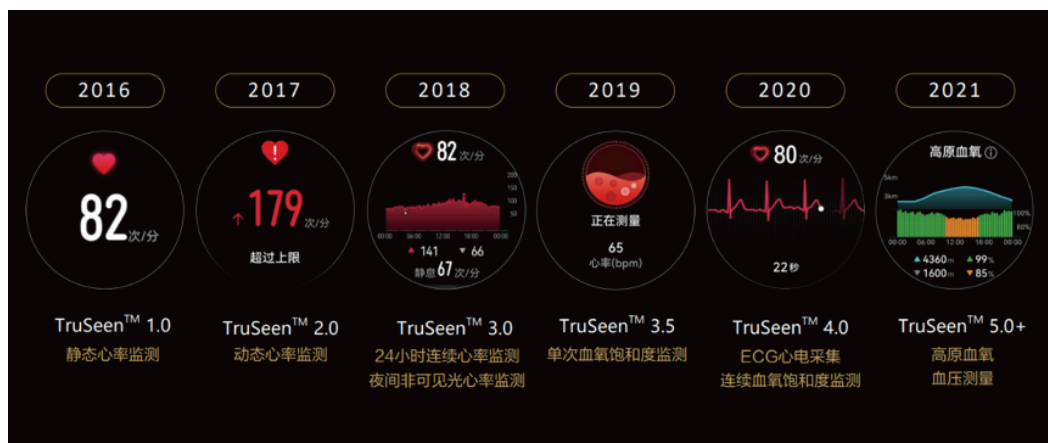 2016
2017
2018
2019
2020
2021
82次/分
179次/分
超过上限
82次/分
200
150
100
50
00:00 06:00 12:00 18:00 00:00
141 66
静息67次/分
正在测量
65
心率(bpm)
80次/分
22秒
高原血氧
5km
3km
100%
80%
00:00 06:00 12:00 18:00 00:00
4360m 99%
1600m 85%
TruSeen™ 1.0
静态心率监测
TruSeen™ 2.0
动态心率监测
TruSeen™ 3.0
24小时连续心率监测
夜间非可见光心率监测
TruSeen™ 3.5
单次血氧饱和度监测
TruSeen™ 4.0
ECG心电采集
连续血氧饱和度监测
TruSeen™ 5.0+
高原血氧
血压测量